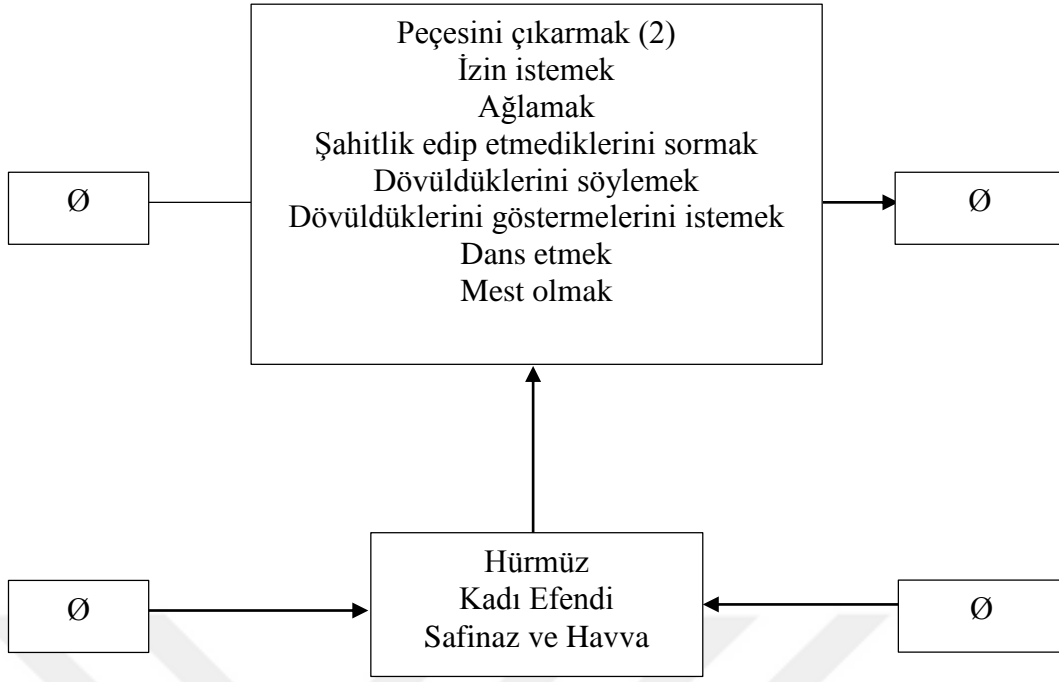 Peçesini çıkarmak (2)
İzin istemek
Ağlamak
Şahitlik edip etmediklerini sormak
Dövüldüklerini söylemek
Dövüldüklerini göstermelerini istemek
Dans etmek
Mest olmak
Ø
Ø
Hürmüz
Kadı Efendi
Safinaz ve Havva
Ø
Ø